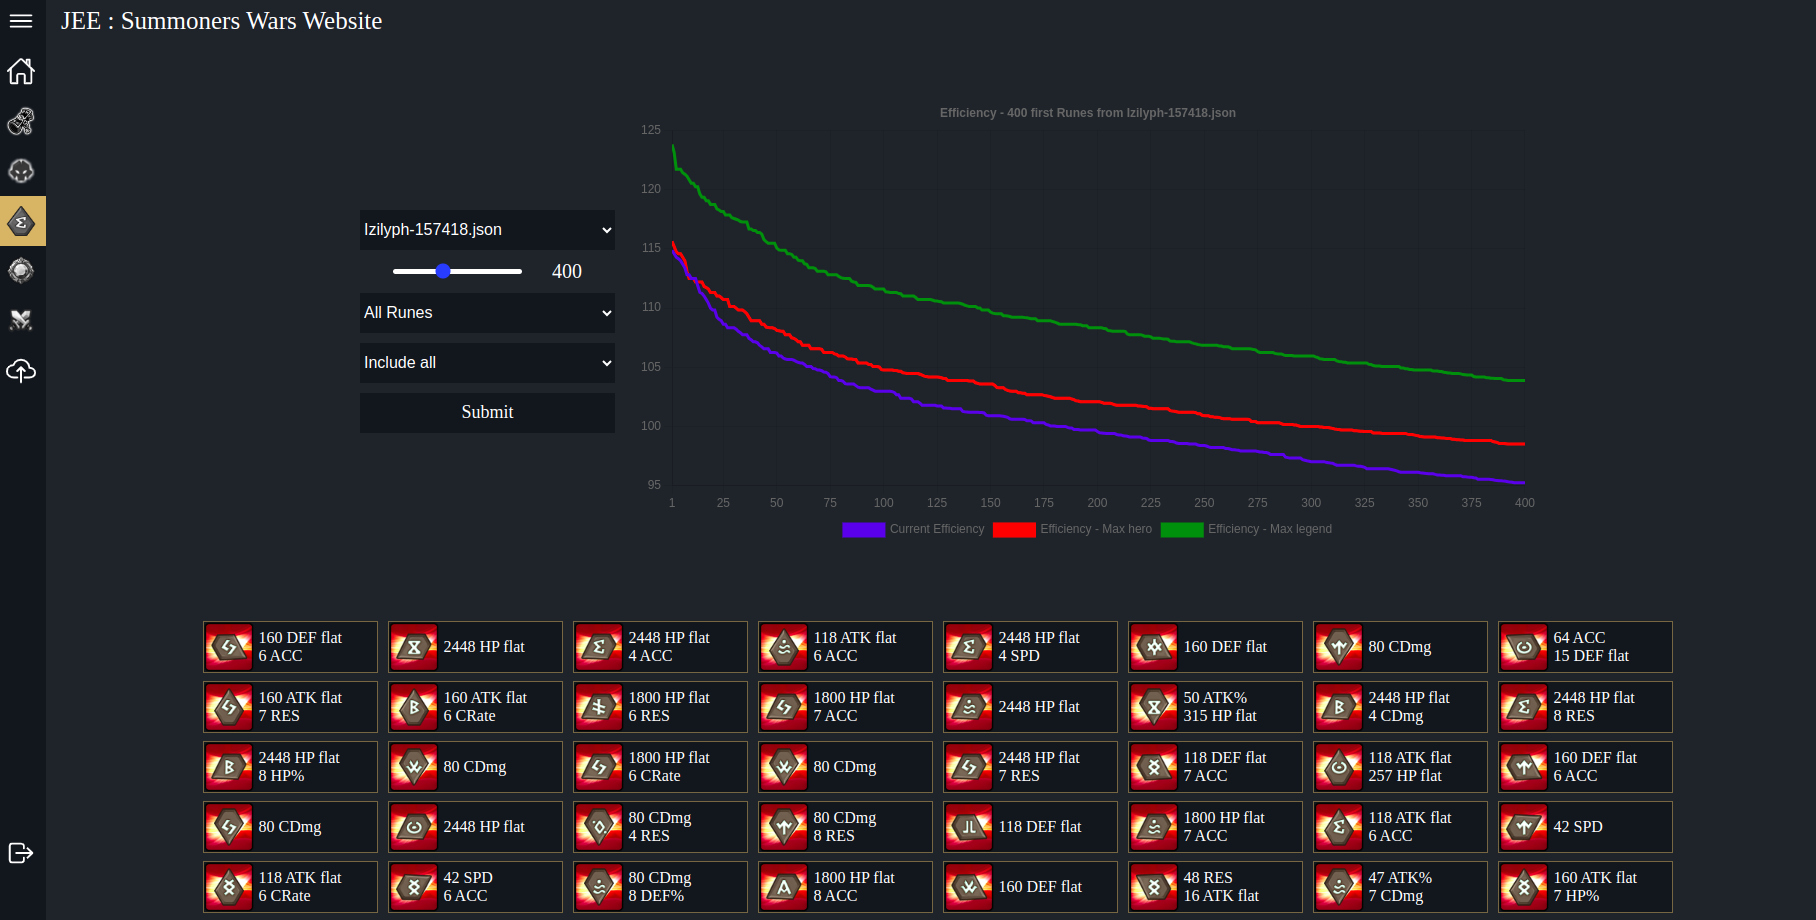 JEE : Summoners Wars Website
Efficiency - 400 first Runes from Izilyph-157418.json
125
120
115
110
105
100
95
1 25 50 75 100 125 150 175 200 225 250 275 300 325 350 375 400
Current Efficiency Efficiency - Max hero Efficiency - Max legend
Izilyph-157418.json
400
All Runes
Include all
Submit
160 DEF flat
6 ACC
2448 HP flat
2448 HP flat
4 ACC
118 ATK flat
6 ACC
2448 HP flat
4 SPD
160 DEF flat
80 CDmg
64 ACC
15 DEF flat
160 ATK flat
7 RES
160 ATK flat
6 CRate
1800 HP flat
6 RES
1800 HP flat
7 ACC
2448 HP flat
50 ATK%
315 HP flat
2448 HP flat
4 CDmg
2448 HP flat
8 RES
2448 HP flat
8 HP%
80 CDmg
1800 HP flat
6 CRate
80 CDmg
2448 HP flat
7 RES
118 DEF flat
7 ACC
118 ATK flat
257 HP flat
160 DEF flat
6 ACC
80 CDmg
2448 HP flat
80 CDmg
4 RES
80 CDmg
8 RES
118 DEF flat
1800 HP flat
7 ACC
118 ATK flat
6 ACC
42 SPD
118 ATK flat
6 CRate
42 SPD
6 ACC
80 CDmg
8 DEF%
1800 HP flat
8 ACC
160 DEF flat
48 RES
16 ATK flat
47 ATK%
7 CDmg
160 ATK flat
7 HP%